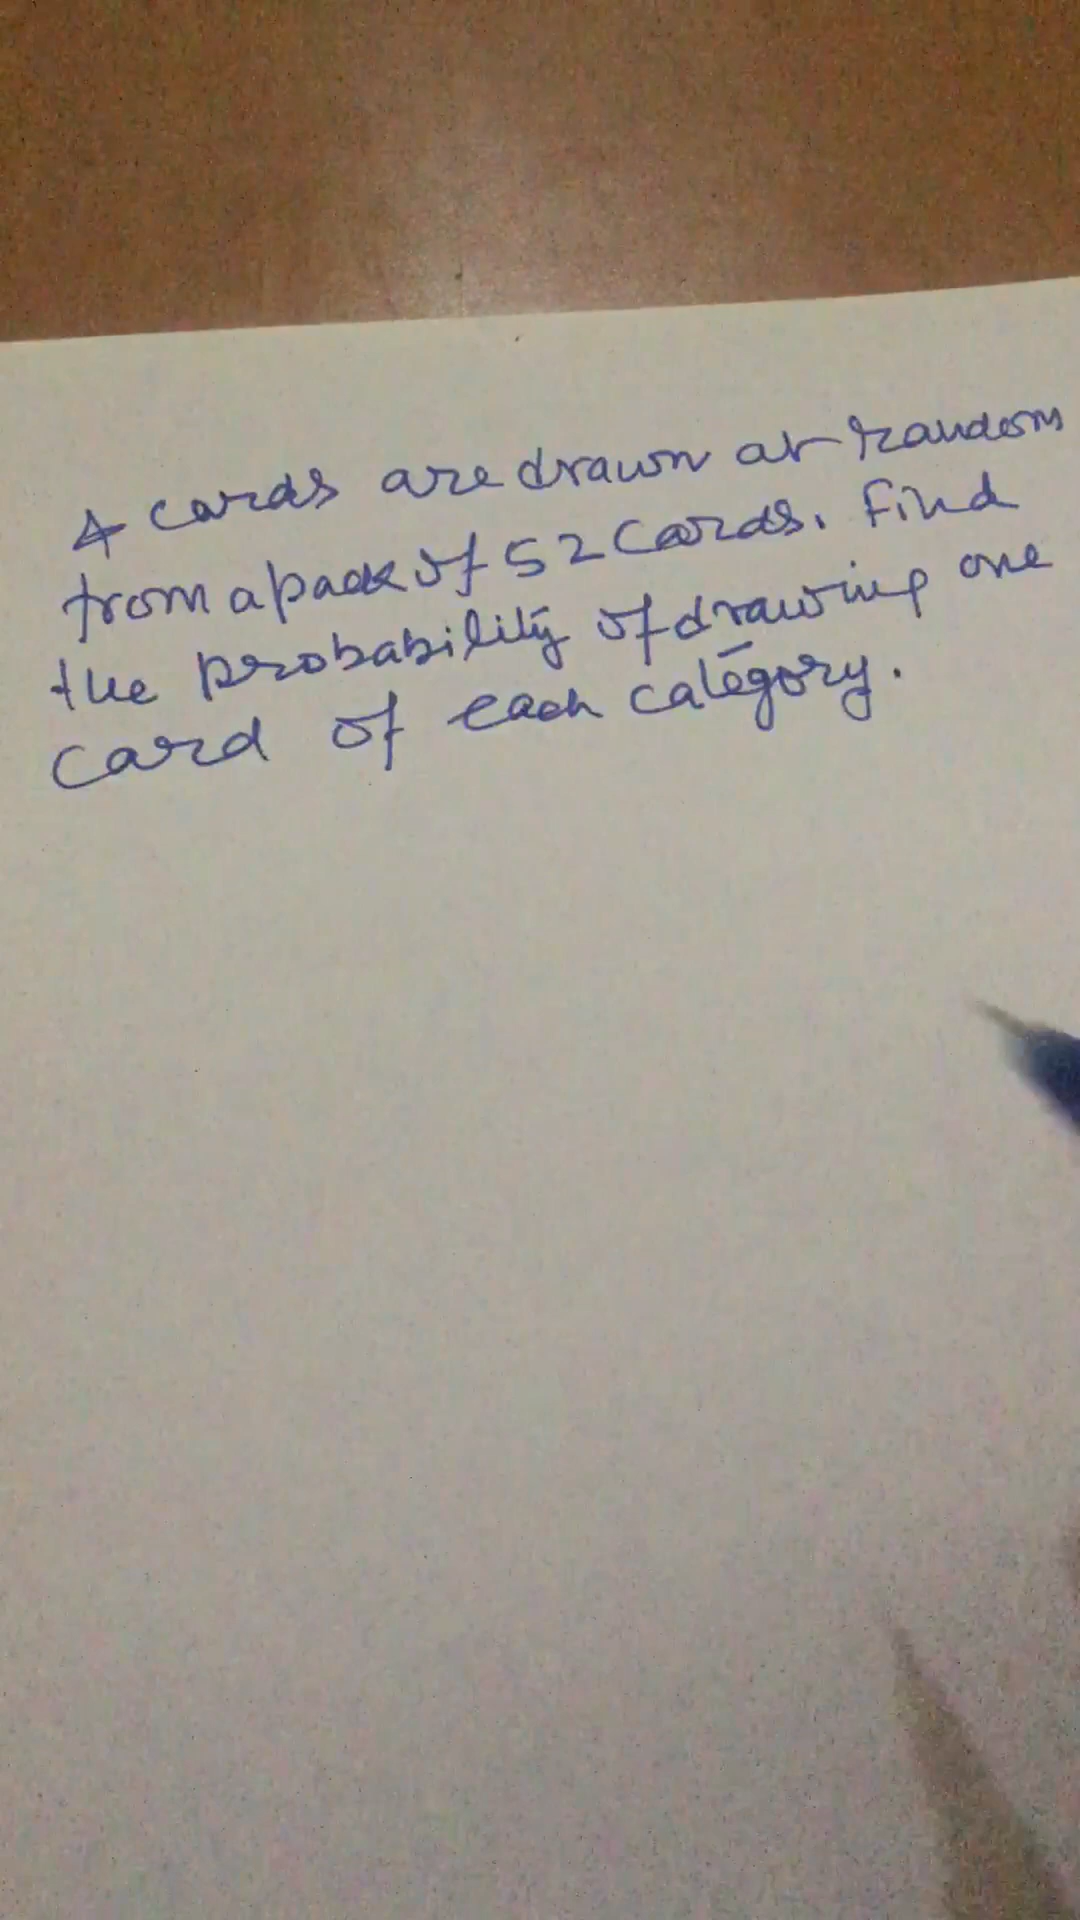 4 cards are drawn at random
from a pack of 52 cards. Find
the probability of drawing one
card of each category.